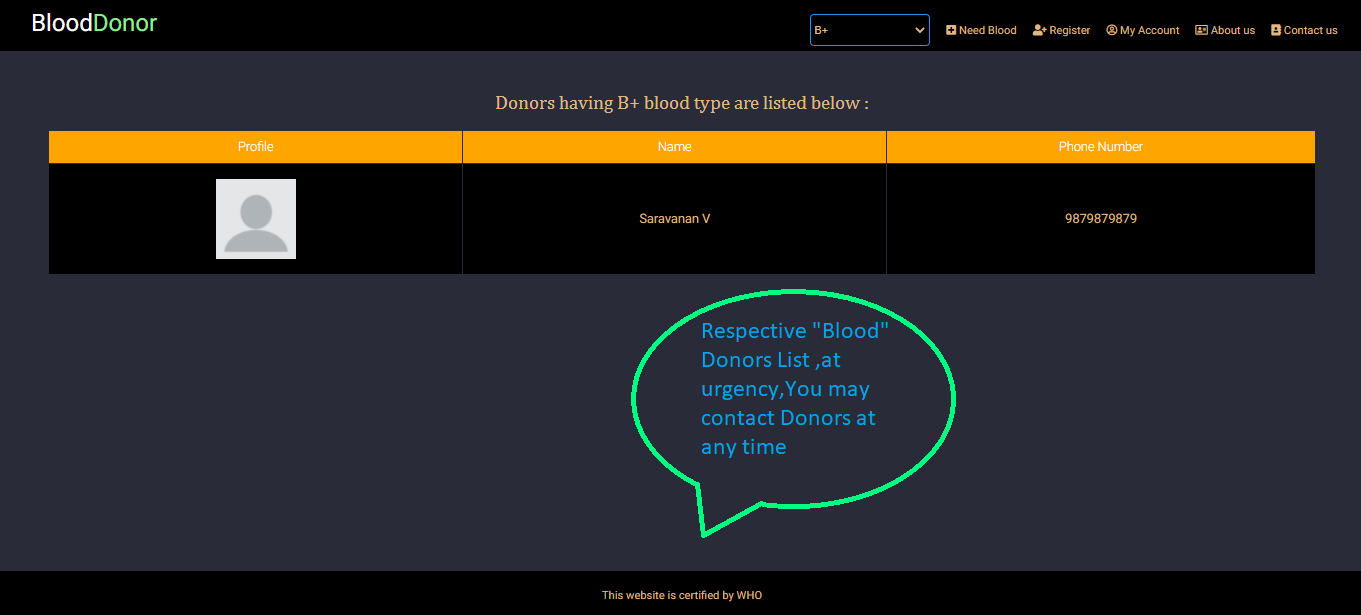 BloodDonor
B+ Need Blood Register My Account About us Contact us
Donors having B+ blood type are listed below :
Profile Name Phone Number
Saravanan V 9879879879
Respective "Blood"
Donors List ,at
urgency,You may
contact Donors at
any time
This website is certified by WHO